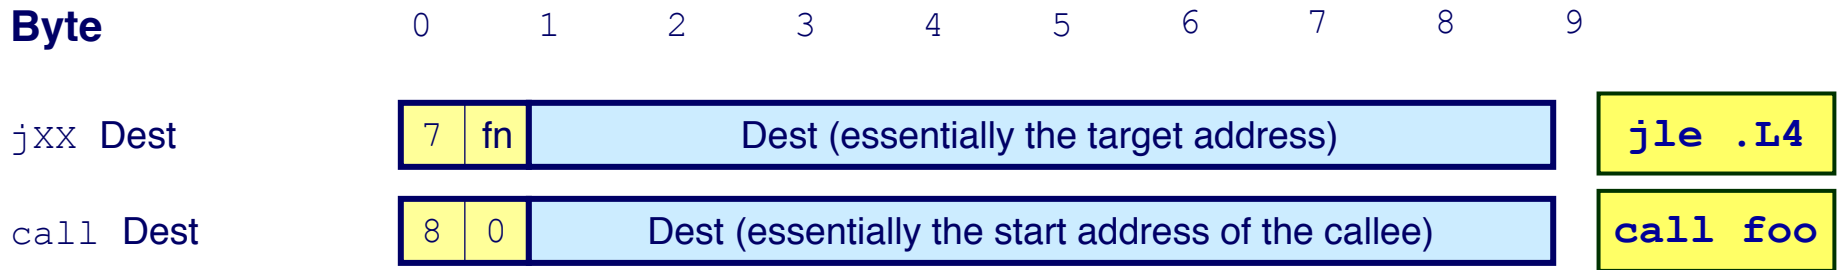 Byte 0 1 2 3 4 5 6 7 8 9
jXX Dest 7 fn Dest (essentially the target address) jle .L4
call Dest 8 0 Dest (essentially the start address of the callee) call foo